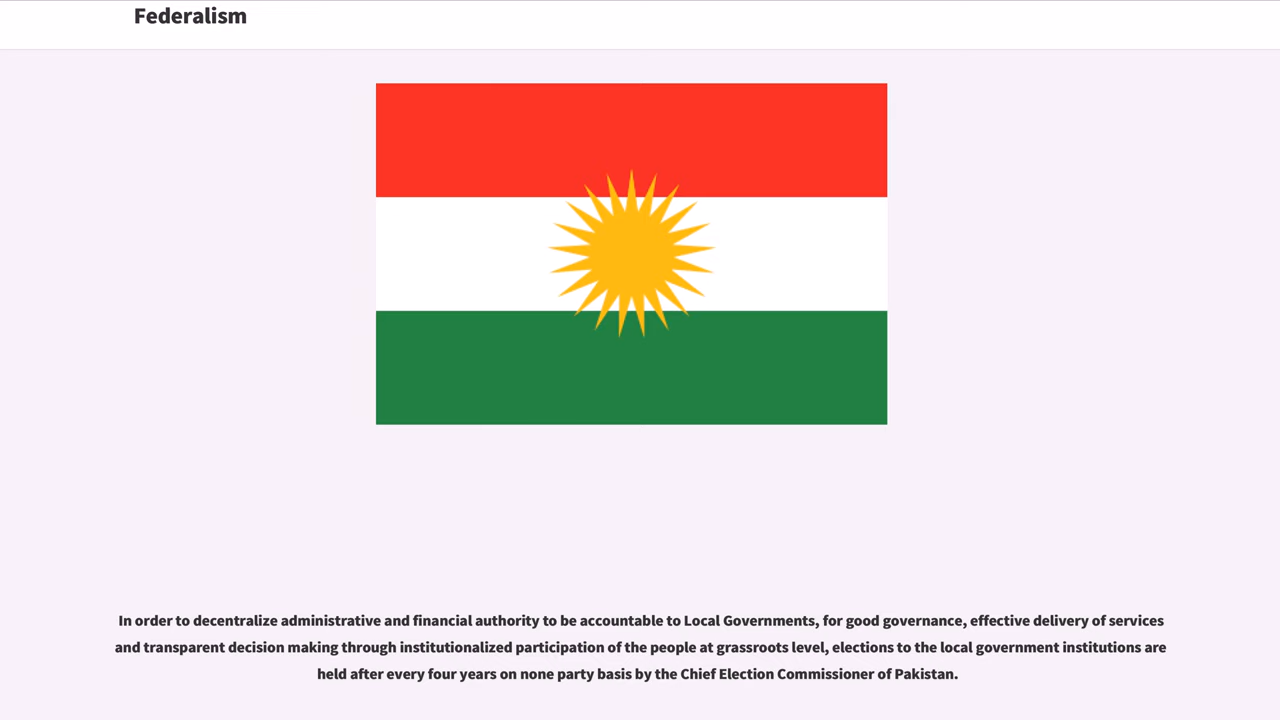 Federalism
In order to decentralize administrative and financial authority to be accountable to Local Governments, for good governance, effective delivery of services
and transparent decision making through institutionalized participation of the people at grassroots level, elections to the local government institutions are
held after every four years on none party basis by the Chief Election Commissioner of Pakistan.